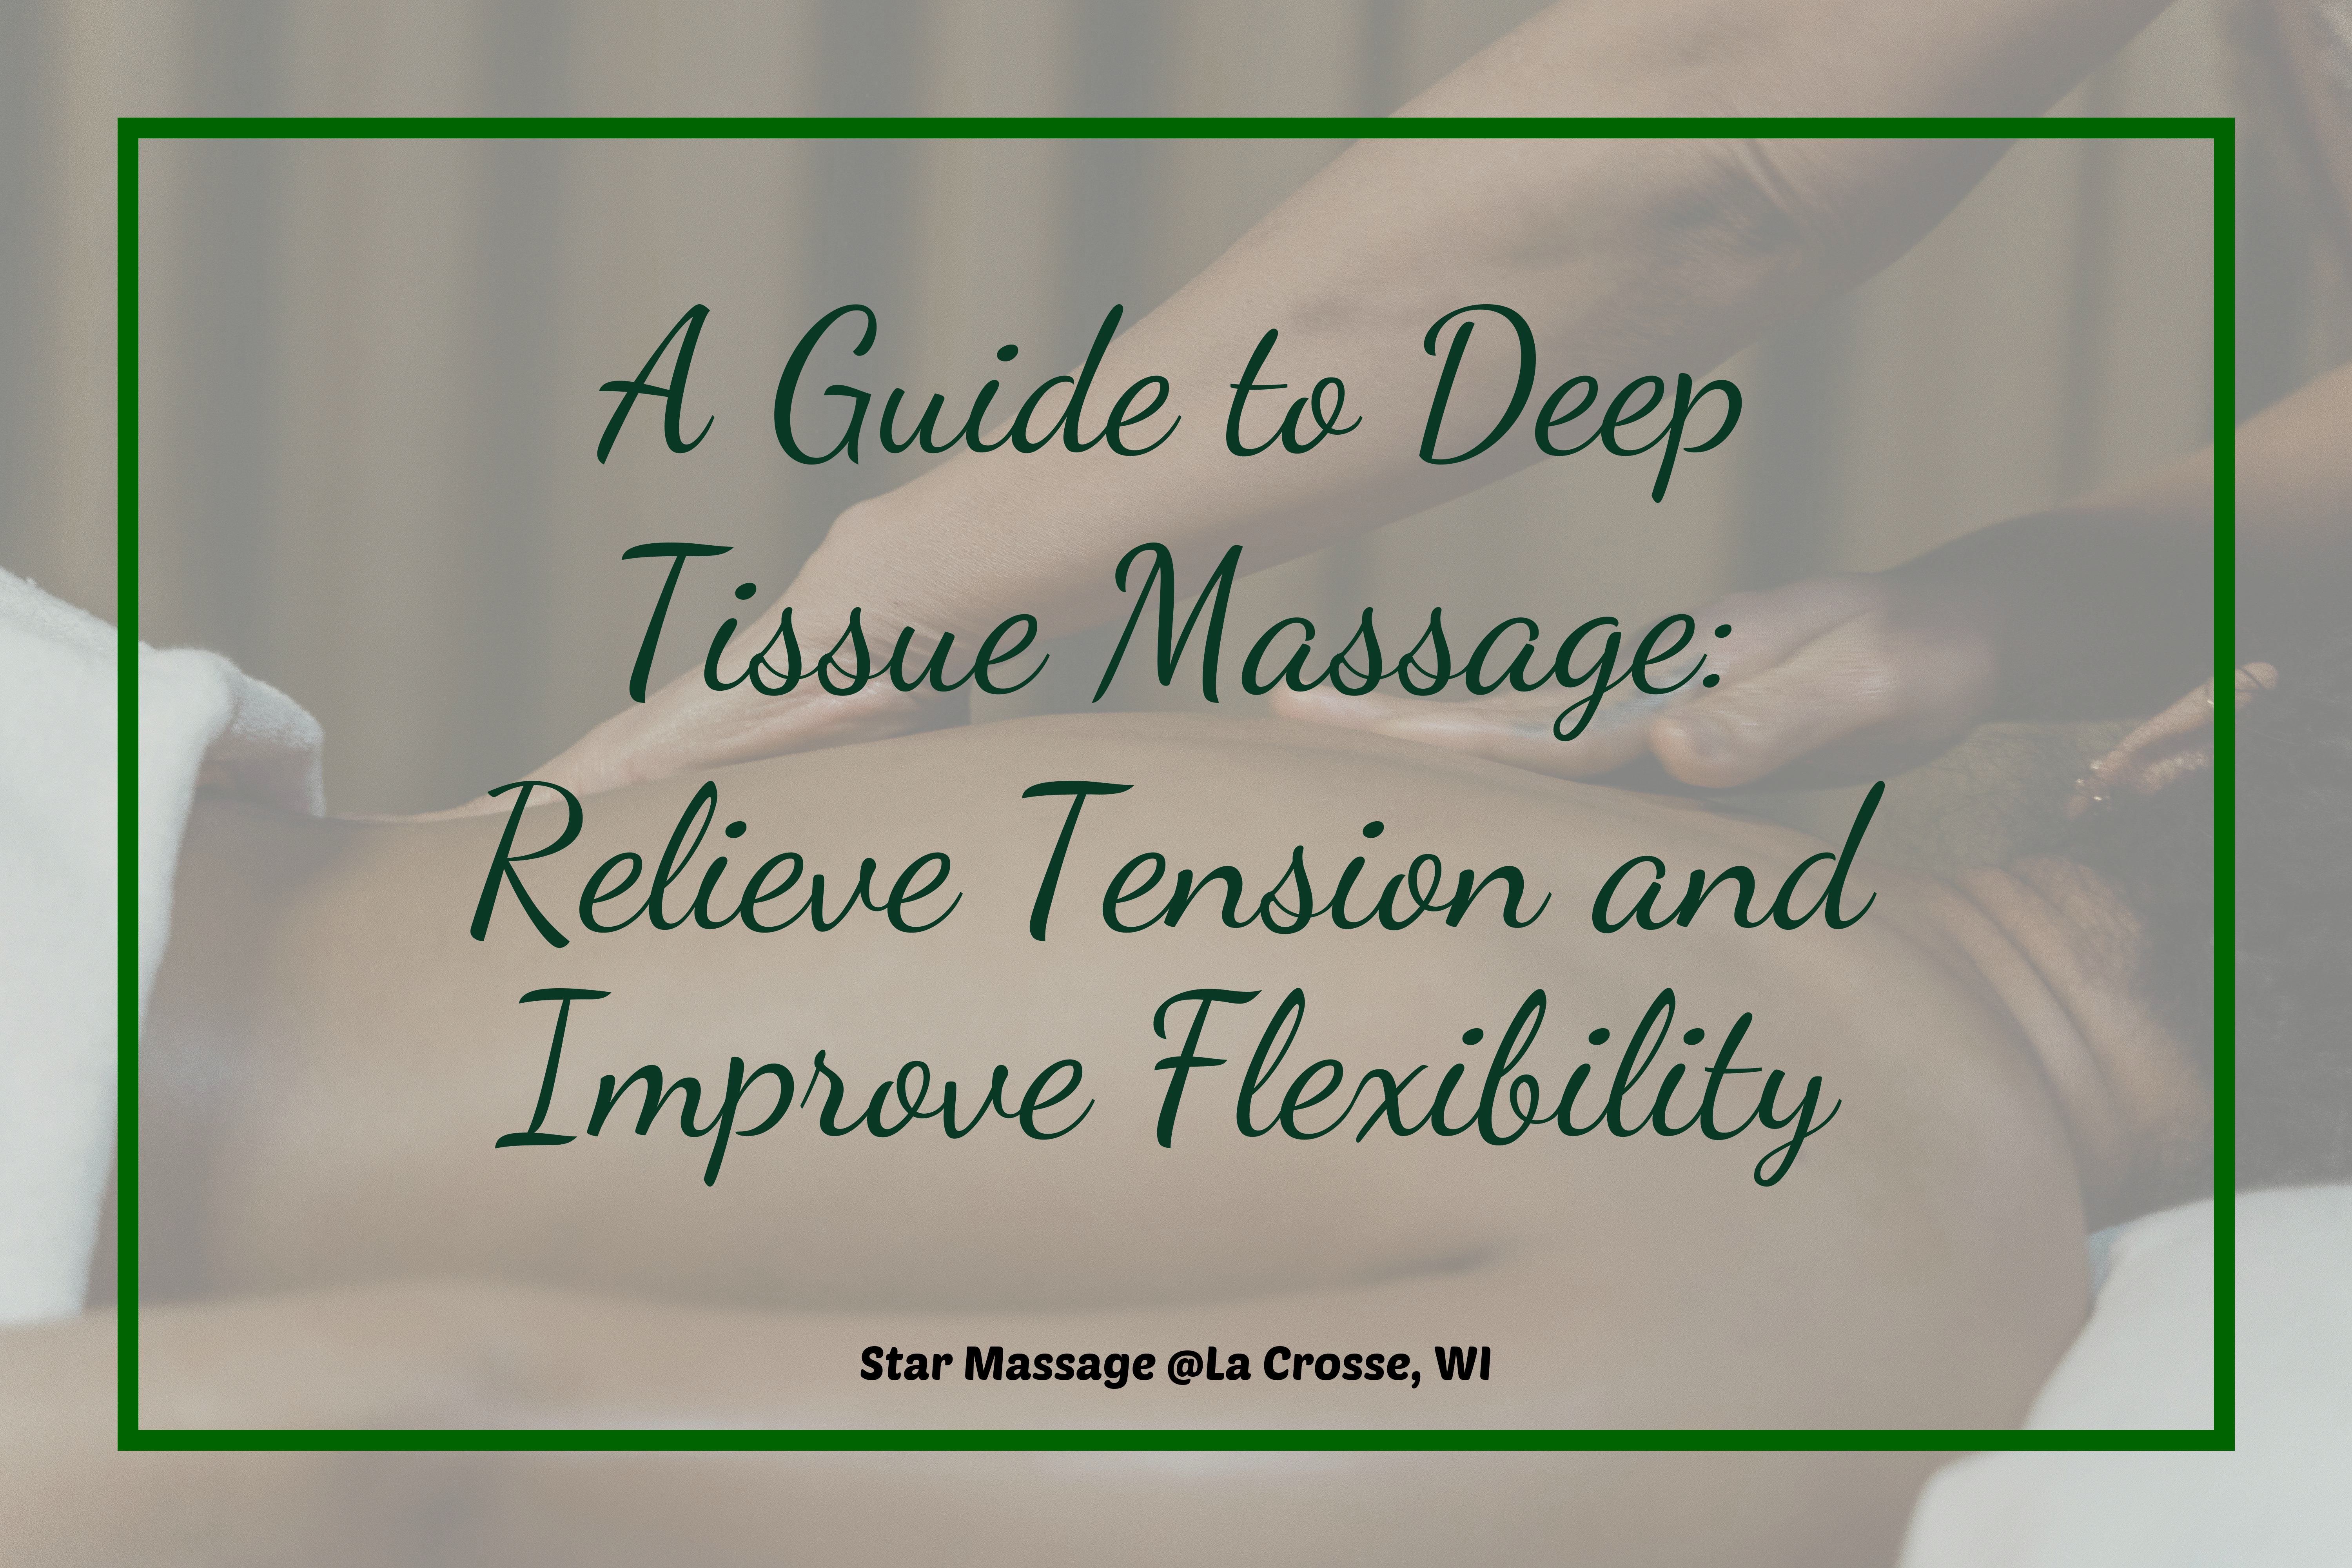 A Guide to Deep
Tissue Massage:
Relieve Tension and
Improve Flexibility
Star Massage @La Crosse, WI